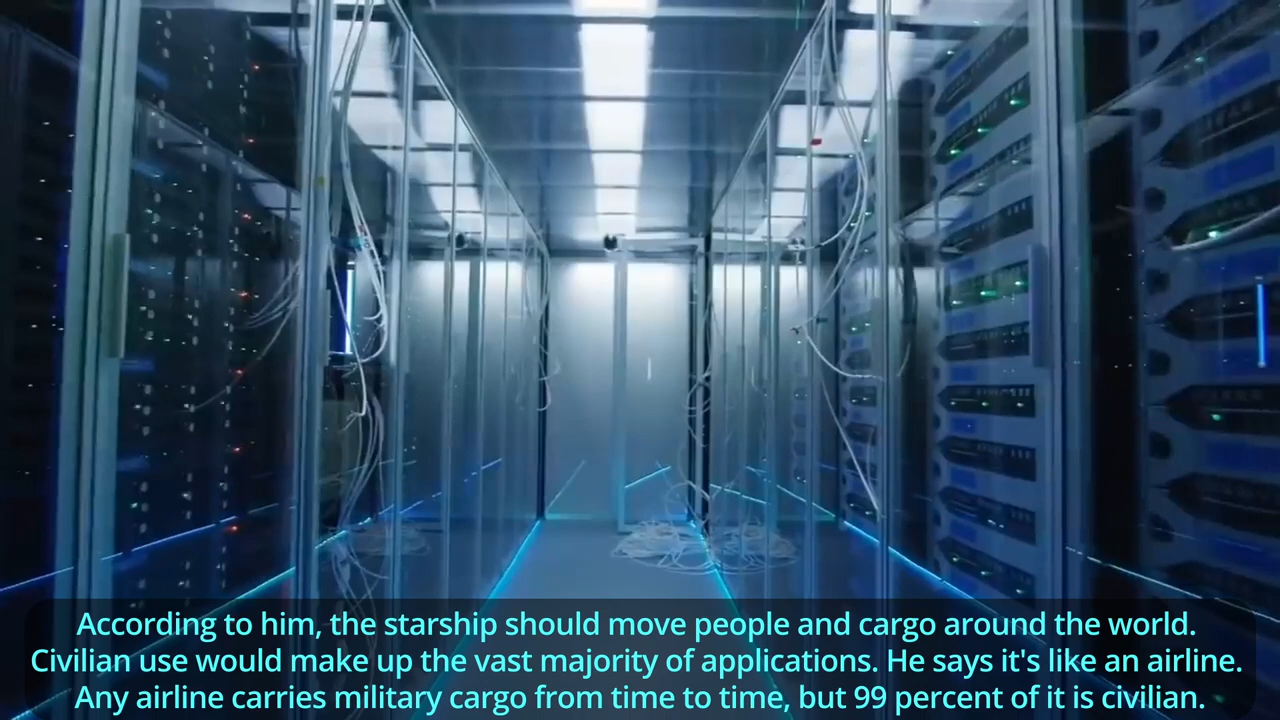 According to him, the starship should move people and cargo around the world.
Civilian use would make up the vast majority of applications. He says it's like an airline.
Any airline carries military cargo from time to time, but 99 percent of it is civilian.